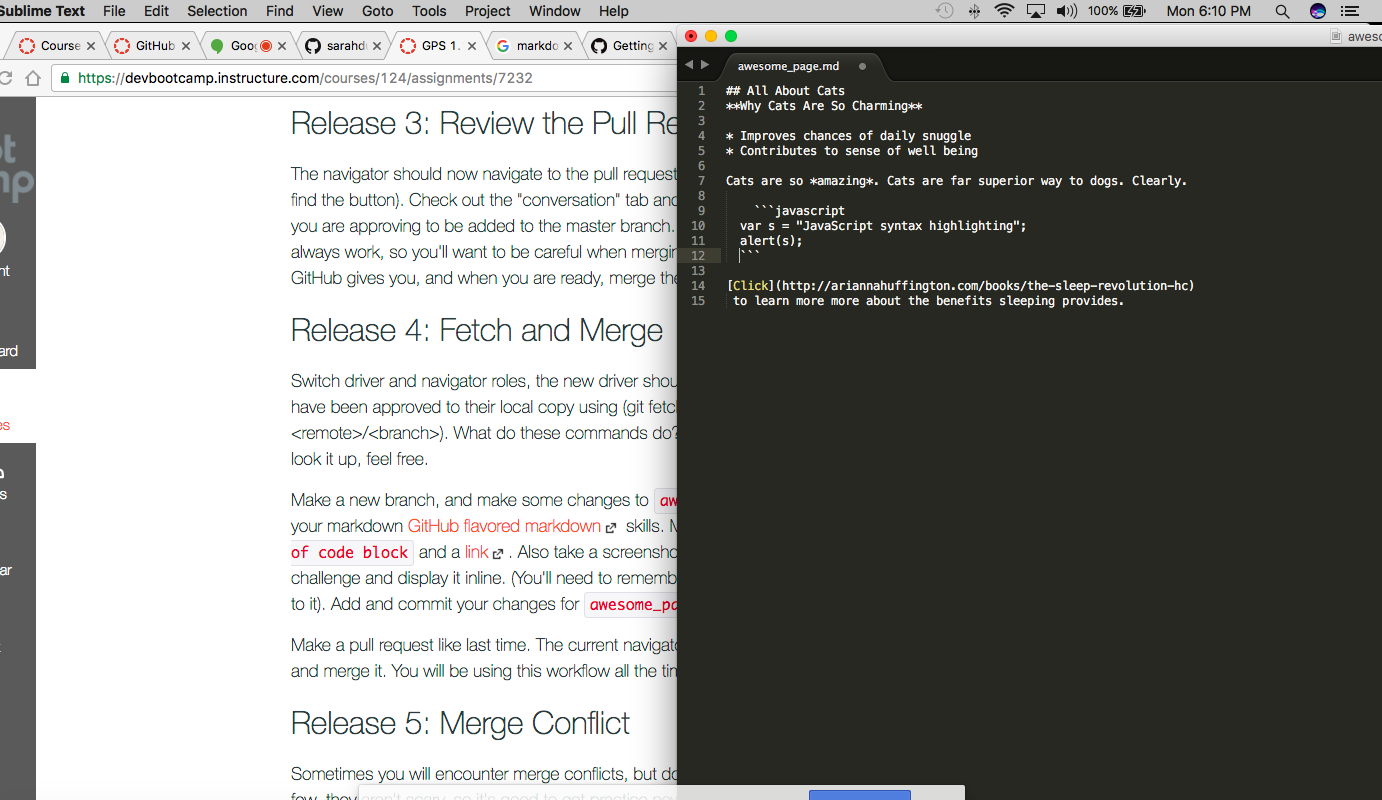 Sublime Text File Edit Selection Find View Goto Tools Project Window Help 100% Mon 6:10 PM
Course GitHub Goo sarahd GPS 1. markdo Getting
aweso
https://devbootcamp.instructure.com/courses/124/assignments/7232
awesome_page.md
Release 3: Review the Pull Re
The navigator should now navigate to the pull request
find the button). Check out the "conversation" tab and
you are approving to be added to the master branch.
always work, so you'll want to be careful when mergin
GitHub gives you, and when you are ready, merge the
Release 4: Fetch and Merge
Switch driver and navigator roles, the new driver shou
have been approved to their local copy using (git fetc
<remote>/<branch>). What do these commands do?
look it up, feel free.
Make a new branch, and make some changes to aw
your markdown GitHub flavored markdown skills. M
of code block and a link . Also take a screensho
challenge and display it inline. (You'll need to rememb
to it). Add and commit your changes for awesome_pa
Make a pull request like last time. The current navigato
and merge it. You will be using this workflow all the tim
Release 5: Merge Conflict
Sometimes you will encounter merge conflicts, but do
few, they aren't scary, so it's good to get practice
1 ## All About Cats
2 **Why Cats Are So Charming**
3
4 * Improves chances of daily snuggle
5 * Contributes to sense of well being
6
7 Cats are so *amazing*. Cats are far superior way to dogs. Clearly.
8
9 ```javascript
10 var s = "JavaScript syntax highlighting";
11 alert(s);
12 ```
13
14 [Click](http://ariannahuffington.com/books/the-sleep-revolution-hc)
15 to learn more more about the benefits sleeping provides.